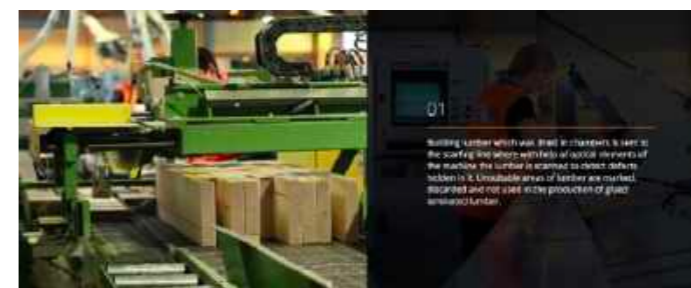 01
Building lumber which was dried in chambers is sent to
the scanning line where with help of optical elements of
the machine the lumber is scanned to detect defects
hidden in it. Unsuitable areas of lumber are marked,
discarded and not used in the production of glued
laminated lumber.